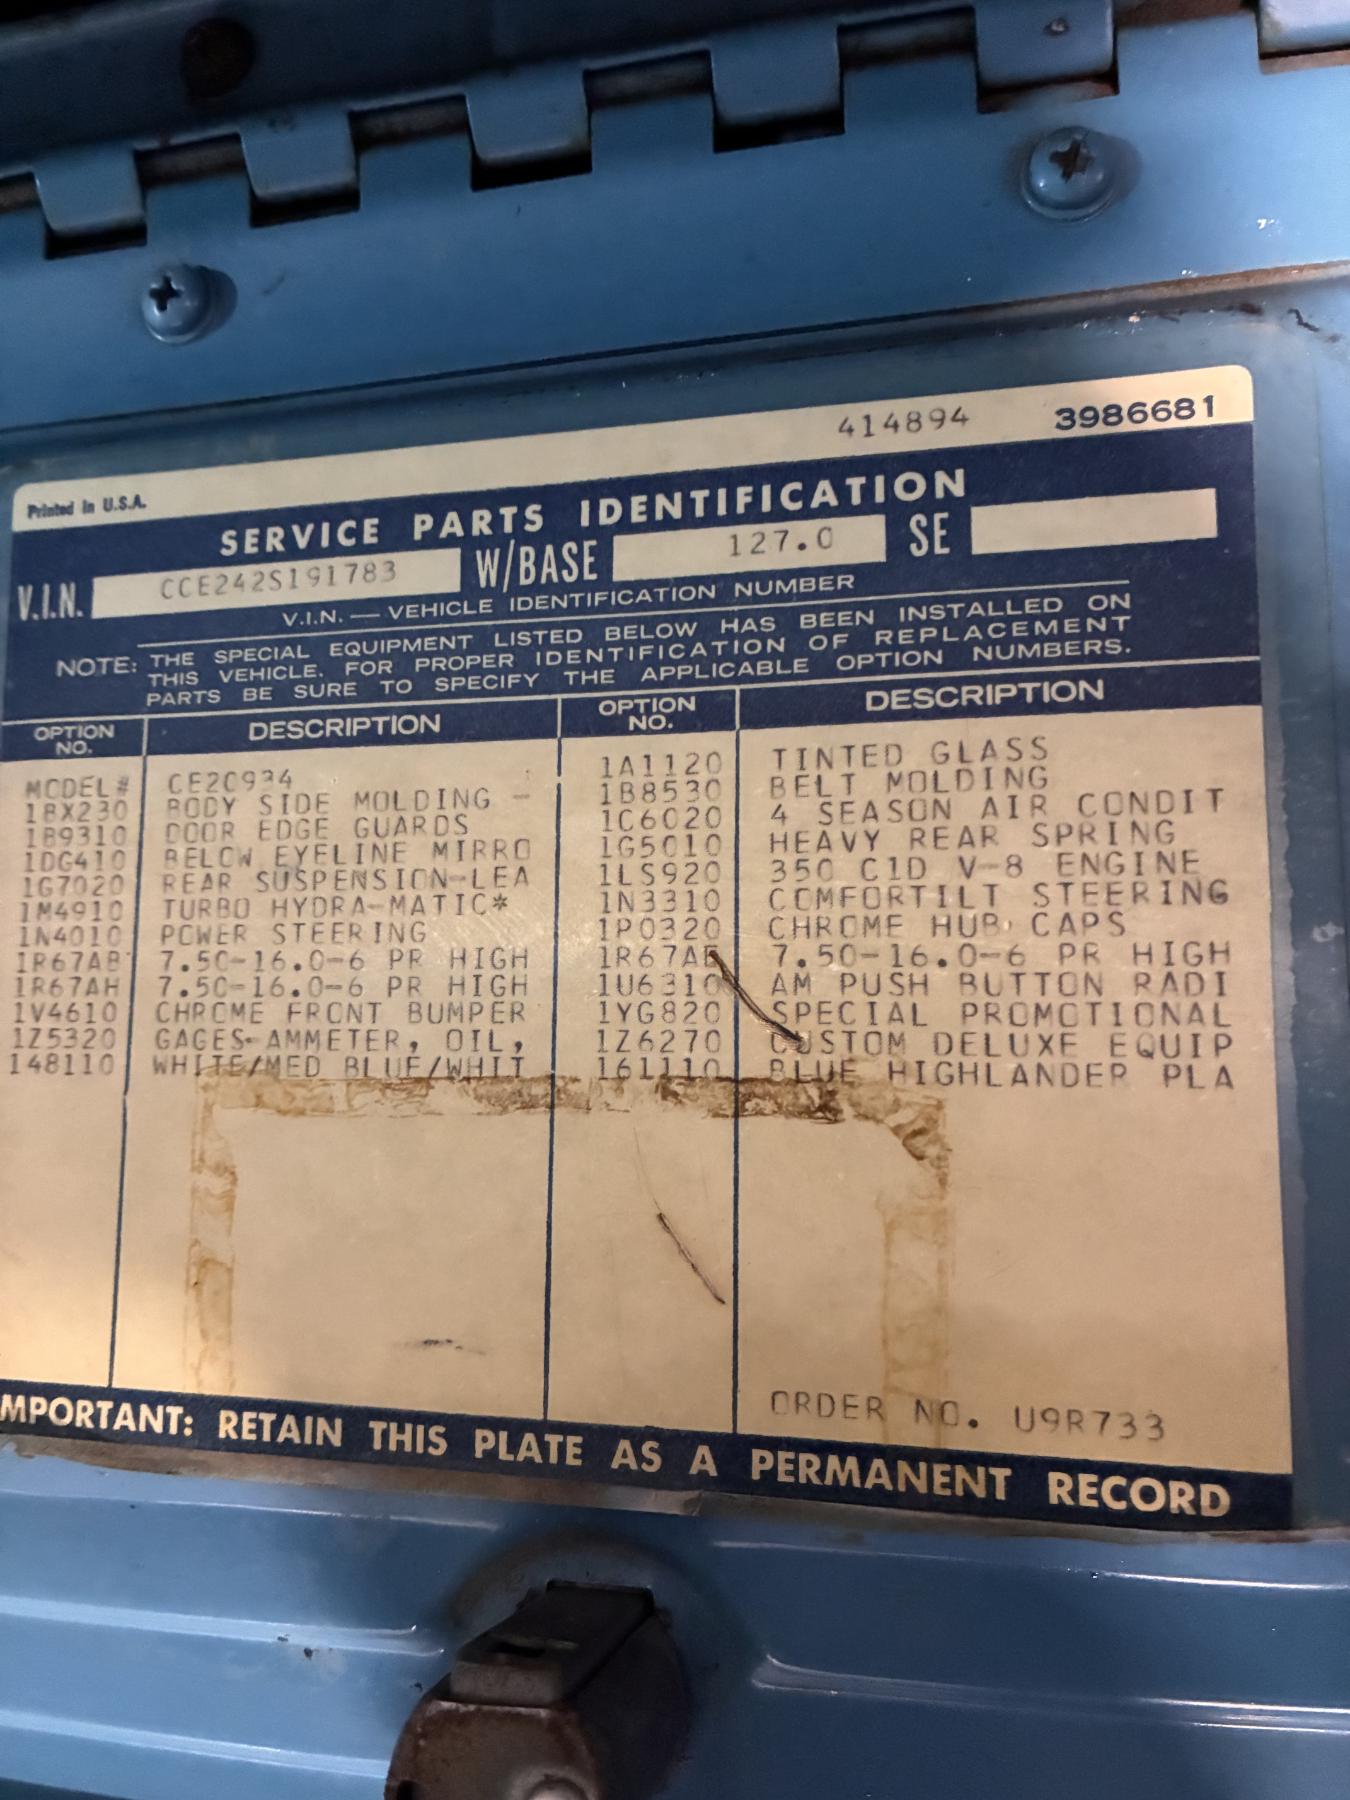 414894 3986681
Printed in U.S.A.
SERVICE PARTS IDENTIFICATION
V.I.N. CCE242S191783 W/BASE 127.0 SE
V.I.N. — VEHICLE IDENTIFICATION NUMBER
NOTE: THE SPECIAL EQUIPMENT LISTED BELOW HAS BEEN INSTALLED ON
THIS VEHICLE. FOR PROPER IDENTIFICATION OF REPLACEMENT
PARTS BE SURE TO SPECIFY THE APPLICABLE OPTION NUMBERS.
OPTION NO. DESCRIPTION OPTION NO. DESCRIPTION
MODEL# CE20934 1A1120 TINTED GLASS
1BX230 BODY SIDE MOLDING - 1B8530 BELT MOLDING
1B9310 DOOR EDGE GUARDS 1C6020 4 SEASON AIR CONDIT
1DG410 BELOW EYELINE MIRRO 1G5010 HEAVY REAR SPRING
1G7020 REAR SUSPENSION-LEA 1LS920 350 C1D V-8 ENGINE
1M4910 TURBO HYDRA-MATIC* 1N3310 COMFORTILT STEERING
1N4010 POWER STEERING 1P0320 CHROME HUB CAPS
1R67AB 7.50-16.0-6 PR HIGH 1R67AE 7.50-16.0-6 PR HIGH
1R67AH 7.50-16.0-6 PR HIGH 1U6310 AM PUSH BUTTON RADI
1V4610 CHROME FRONT BUMPER 1YG820 SPECIAL PROMOTIONAL
1Z5320 GAGES-AMMETER, OIL, 1Z6270 CUSTOM DELUXE EQUIP
148110 WHITE/MED BLUE/WHIT 161110 BLUE HIGHLANDER PLA
ORDER NO. U9R733
MPORTANT: RETAIN THIS PLATE AS A PERMANENT RECORD